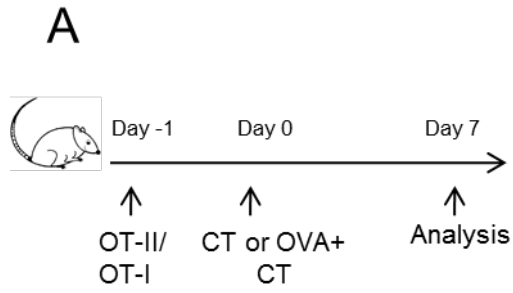 A
Day -1 Day 0 Day 7
OT-II/
OT-I
CT or OVA+
CT
Analysis